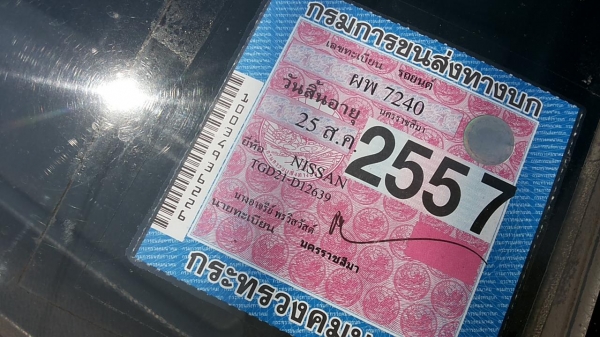 กรมการขนส่งทางบก
เลขทะเบียน รถยนต์
ผพ 7240
นครราชสีมา
วันสิ้นอายุ
25 ส.ค. 2557
ยี่ห้อ NISSAN
TGD21-D12639
นายทะเบียน
นครราชสีมา
กระทรวงคมน